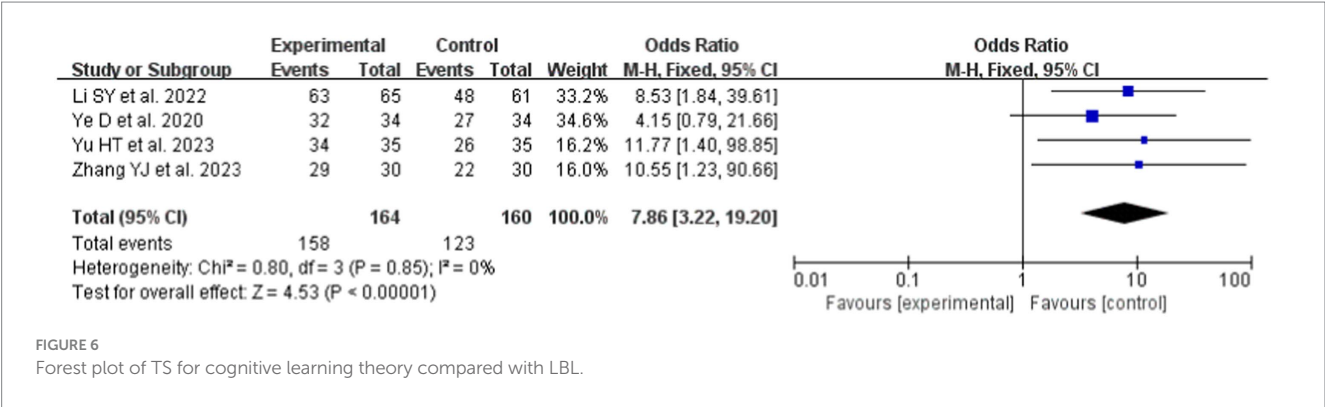 Experimental Control Odds Ratio Odds Ratio
Study or Subgroup Events Total Events Total Weight M-H, Fixed, 95% CI M-H, Fixed, 95% CI
Li SY et al. 2022 63 65 48 61 33.2% 8.53 [1.84, 39.61]
Ye D et al. 2020 32 34 27 34 34.6% 4.15 [0.79, 21.66]
Yu HT et al. 2023 34 35 26 35 16.2% 11.77 [1.40, 98.85]
Zhang YJ et al. 2023 29 30 22 30 16.0% 10.55 [1.23, 90.66]
Total (95% CI) 164 160 100.0% 7.86 [3.22, 19.20]
Total events 158 123
Heterogeneity: Chi² = 0.80, df = 3 (P = 0.85); I² = 0%
Test for overall effect: Z = 4.53 (P < 0.00001)
0.01 0.1 1 10 100
Favours [experimental] Favours [control]
FIGURE 6
Forest plot of TS for cognitive learning theory compared with LBL.